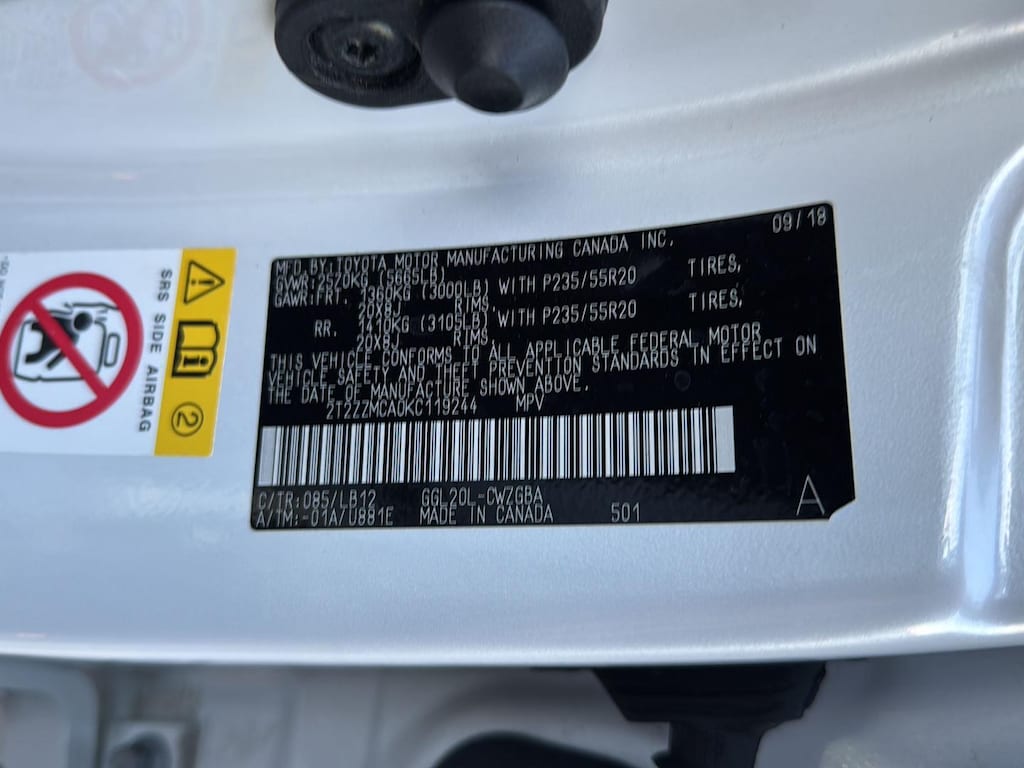 09/18
MFD.BY:TOYOTA MOTOR MANUFACTURING CANADA INC.
GVWR:2520KG (5665LB)
GAWR:FRT. 1360KG (3000LB) WITH P235/55R20 TIRES,
20X8J RIMS,
RR. 1410KG (3105LB) WITH P235/55R20 TIRES,
20X8J RIMS
THIS VEHICLE CONFORMS TO ALL APPLICABLE FEDERAL MOTOR
VEHICLE SAFETY AND THEFT PREVENTION STANDARDS IN EFFECT ON
THE DATE OF MANUFACTURE SHOWN ABOVE.
2T2ZZMCA0KC119244 MPV
C/TR:085/LB12 GGL20L-CWZGBA
A/TM:-01A/U881E MADE IN CANADA 501
A
SRS SIDE AIRBAG
2